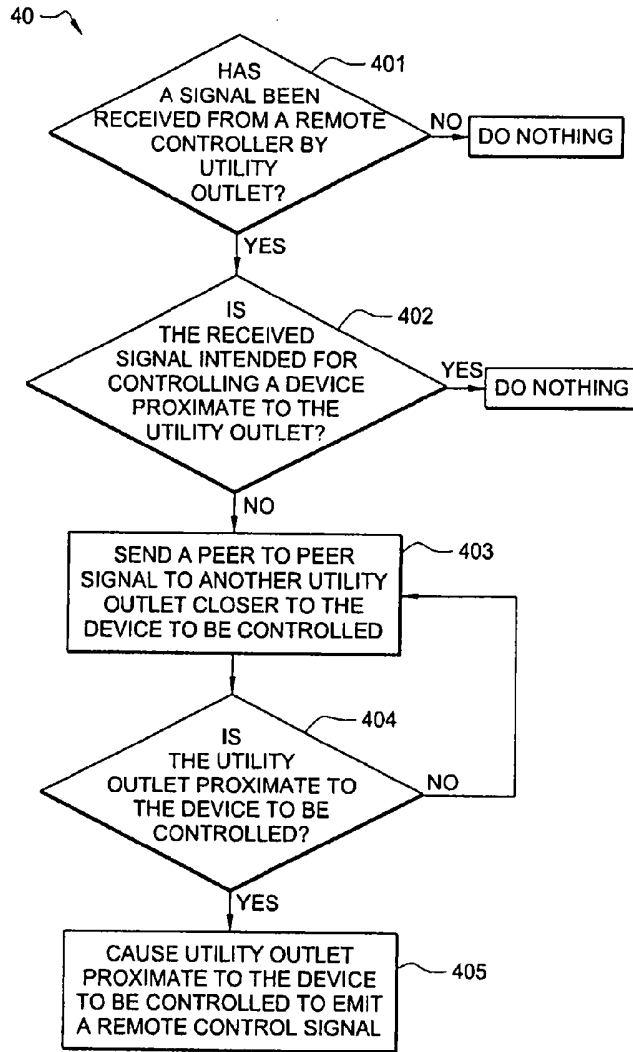 40
HAS
A SIGNAL BEEN
RECEIVED FROM A REMOTE
CONTROLLER BY
UTILITY
OUTLET?
401
NO
DO NOTHING
YES
IS
THE RECEIVED
SIGNAL INTENDED FOR
CONTROLLING A DEVICE
PROXIMATE TO THE
UTILITY OUTLET?
402
YES
DO NOTHING
NO
SEND A PEER TO PEER
SIGNAL TO ANOTHER UTILITY
OUTLET CLOSER TO THE
DEVICE TO BE CONTROLLED
403
IS
THE UTILITY
OUTLET PROXIMATE TO
THE DEVICE TO BE
CONTROLLED?
404
NO
YES
CAUSE UTILITY OUTLET
PROXIMATE TO THE DEVICE
TO BE CONTROLLED TO EMIT
A REMOTE CONTROL SIGNAL
405